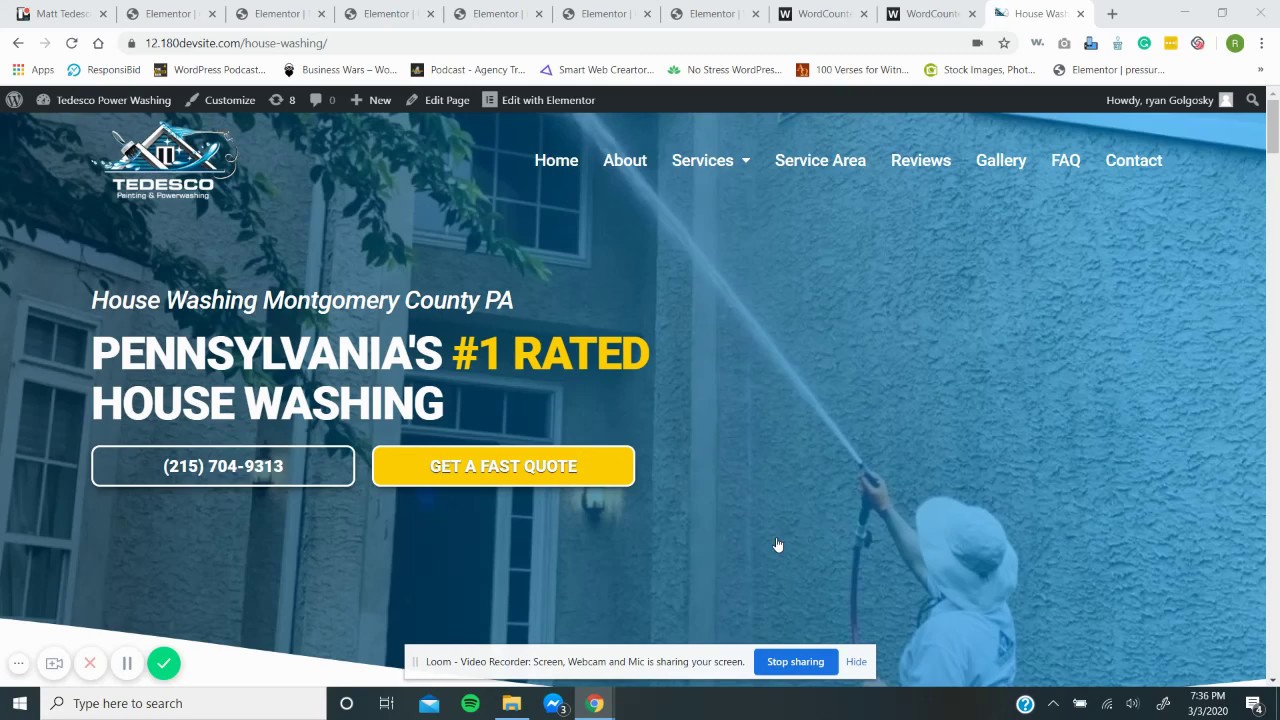 Matt Tedesc
Elementor |
Elementor |
Elementor |
Elementor |
Elementor |
Elementor |
Elementor |
WordCount
WordCount
House Wash
12.180devsite.com/house-washing/
Apps
ResponsiBid
WordPress Podcast...
Business Want Wo...
Podcast - Agency Tr...
Smart Web Creartor...
No Stress WordPres...
100 Verses for Witn...
Stock Images, Phot...
Elementor | pressur...
Tedesco Power Washing
Customize
8
0
New
Edit Page
Edit with Elementor
Howdy, ryan Golgosky
TEDESCO
Painting & Powerwashing
Home
About
Services
Service Area
Reviews
Gallery
FAQ
Contact
House Washing Montgomery County PA
PENNSYLVANIA'S #1 RATED
HOUSE WASHING
(215) 704-9313
GET A FAST QUOTE
Loom - Video Recorder: Screen, Webcam and Mic is sharing your screen.
Stop sharing
Hide
Type here to search
3
7:36 PM
3/3/2020
4